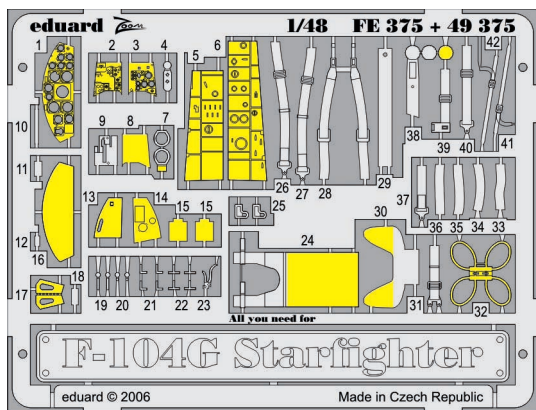 eduard Zoom 1/48 FE 375 + 49 375
1 2 3 4 5 6 42
10 9 8 7 38 39 40 41
11 26 27 28 29
12 16 13 14 15 15 25 30 37 36 35 34 33
17 18 19 20 21 22 23 24 31 32
All you need for
F-104G Starfighter
eduard © 2006 Made in Czech Republic